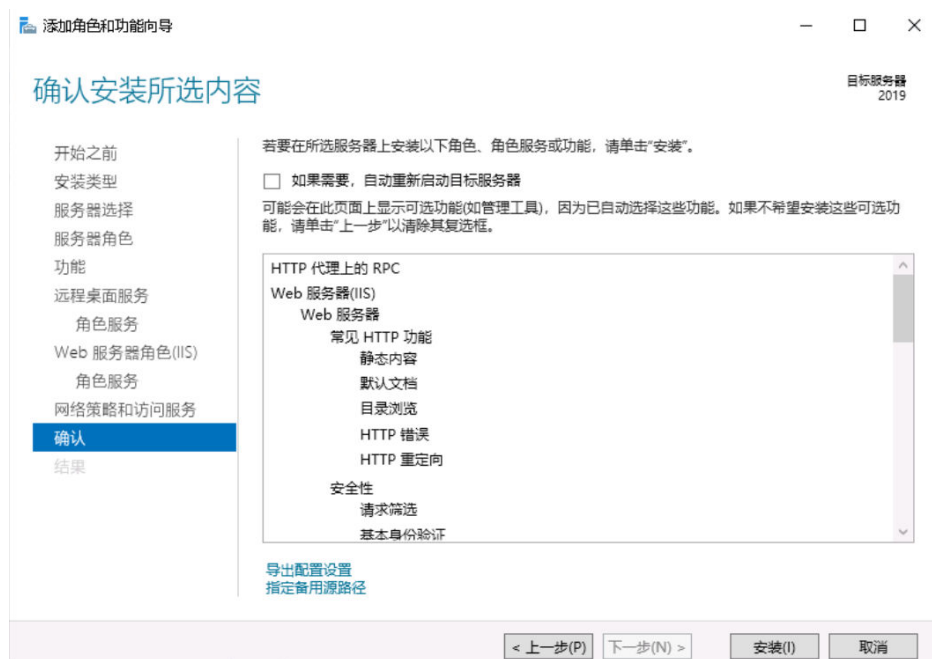 添加角色和功能向导
确认安装所选内容
目标服务器
2019
开始之前
安装类型
服务器选择
服务器角色
功能
远程桌面服务
角色服务
Web 服务器角色(IIS)
角色服务
网络策略和访问服务
确认
结果
若要在所选服务器上安装以下角色、角色服务或功能，请单击"安装"。
如果需要，自动重新启动目标服务器
可能会在此页面上显示可选功能(如管理工具)，因为已自动选择这些功能。如果不希望安装这些可选功
能，请单击"上一步"以清除其复选框。
HTTP 代理上的 RPC
Web 服务器(IIS)
Web 服务器
常见 HTTP 功能
静态内容
默认文档
目录浏览
HTTP 错误
HTTP 重定向
安全性
请求筛选
基本身份验证
导出配置设置
指定备用源路径
< 上一步(P)
下一步(N) >
安装(I)
取消